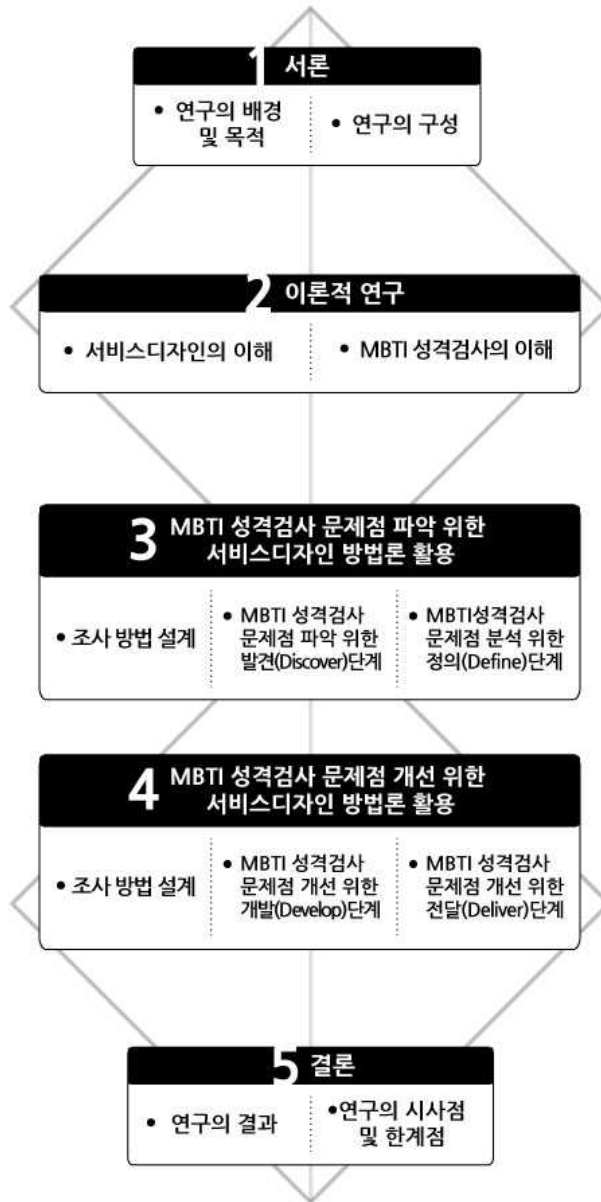 1 서론
• 연구의 배경
및 목적
• 연구의 구성
2 이론적 연구
• 서비스디자인의 이해
• MBTI 성격검사의 이해
3 MBTI 성격검사 문제점 파악 위한
서비스디자인 방법론 활용
• 조사 방법 설계
• MBTI 성격검사
문제점 파악 위한
발견(Discover)단계
• MBTI성격검사
문제점 분석 위한
정의(Define)단계
4 MBTI 성격검사 문제점 개선 위한
서비스디자인 방법론 활용
• 조사 방법 설계
• MBTI 성격검사
문제점 개선 위한
개발(Develop)단계
• MBTI 성격검사
문제점 개선 위한
전달(Deliver)단계
5 결론
• 연구의 결과
•연구의 시사점
및 한계점